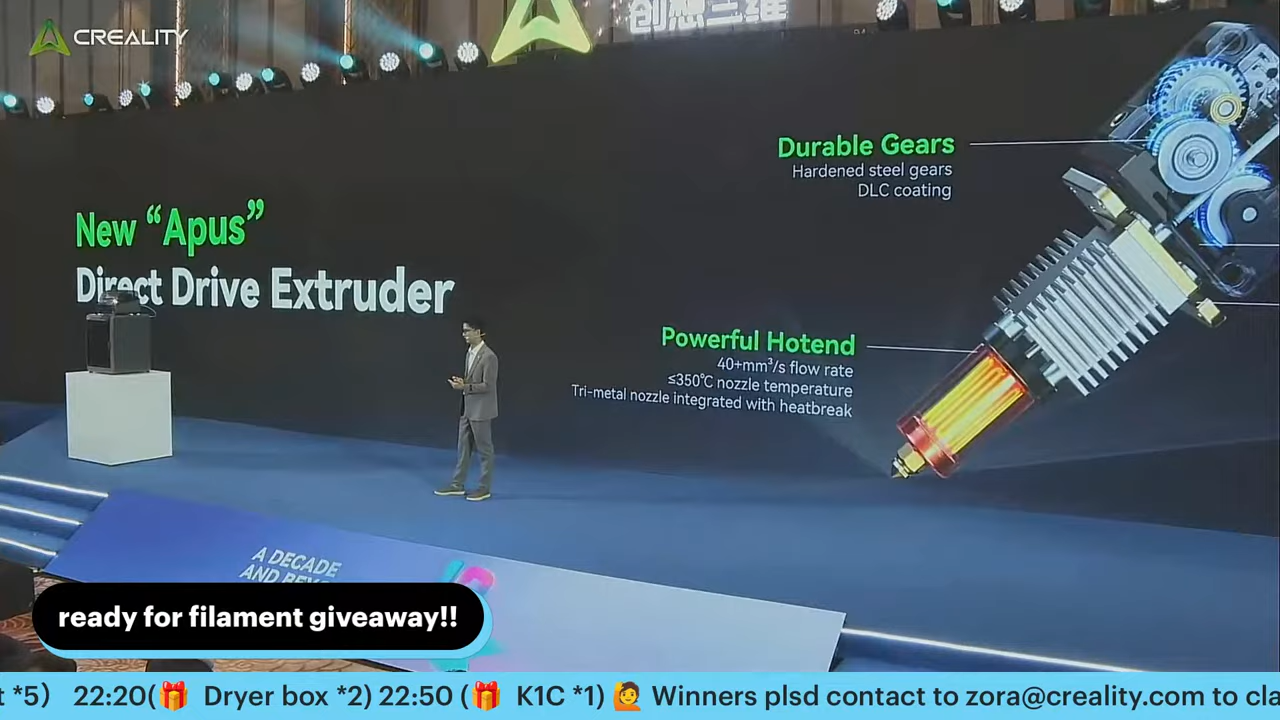 CREALITY
创想三维
Durable Gears
Hardened steel gears
DLC coating
New “Apus”
Direct Drive Extruder
Powerful Hotend
40+mm³/s flow rate
≤350℃ nozzle temperature
Tri-metal nozzle integrated with heatbreak
A DECADE
AND
ready for filament giveaway!!
t *5) 22:20(🎁 Dryer box *2) 22:50 (🎁 K1C *1) 🙋 Winners plsd contact to zora@creality.com to cla